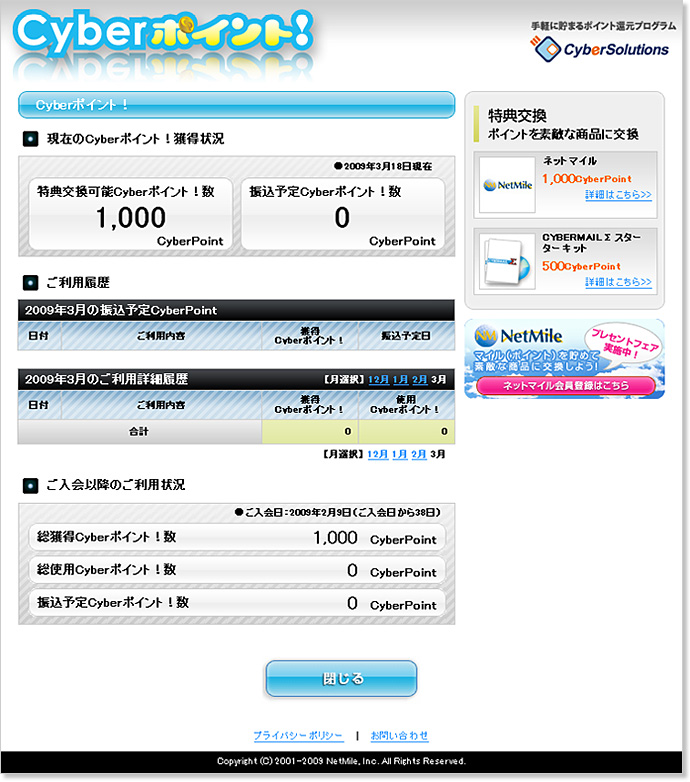 Cyberポイント!
手軽に貯まるポイント還元プログラム
CyberSolutions
Cyberポイント!
現在のCyberポイント!獲得状況
●2009年3月18日現在
特典交換可能Cyberポイント!数
1,000
CyberPoint
振込予定Cyberポイント!数
0
CyberPoint
ご利用履歴
2009年3月の振込予定CyberPoint
日付 ご利用内容 獲得 Cyberポイント! 振込予定日
2009年3月のご利用詳細履歴 【月選択】 12月 1月 2月 3月
日付 ご利用内容 獲得 Cyberポイント! 使用 Cyberポイント!
合計 0 0
【月選択】 12月 1月 2月 3月
ご入会以降のご利用状況
●ご入会日:2009年2月9日(ご入会日から38日)
総獲得Cyberポイント!数 1,000 CyberPoint
総使用Cyberポイント!数 0 CyberPoint
振込予定Cyberポイント!数 0 CyberPoint
特典交換
ポイントを素敵な商品に交換
NetMile
ネットマイル
1,000CyberPoint
詳細はこちら>>
CYBERMAILΣ スター
ターキット
500CyberPoint
詳細はこちら>>
NetMile
プレゼントフェア
実施中!
マイル(ポイント)を貯めて
素敵な商品に交換しよう!
ネットマイル会員登録はこちら
閉じる
プライバシーポリシー | お問い合わせ
Copyright (C) 2001-2009 NetMile, Inc. All Rights Reserved.